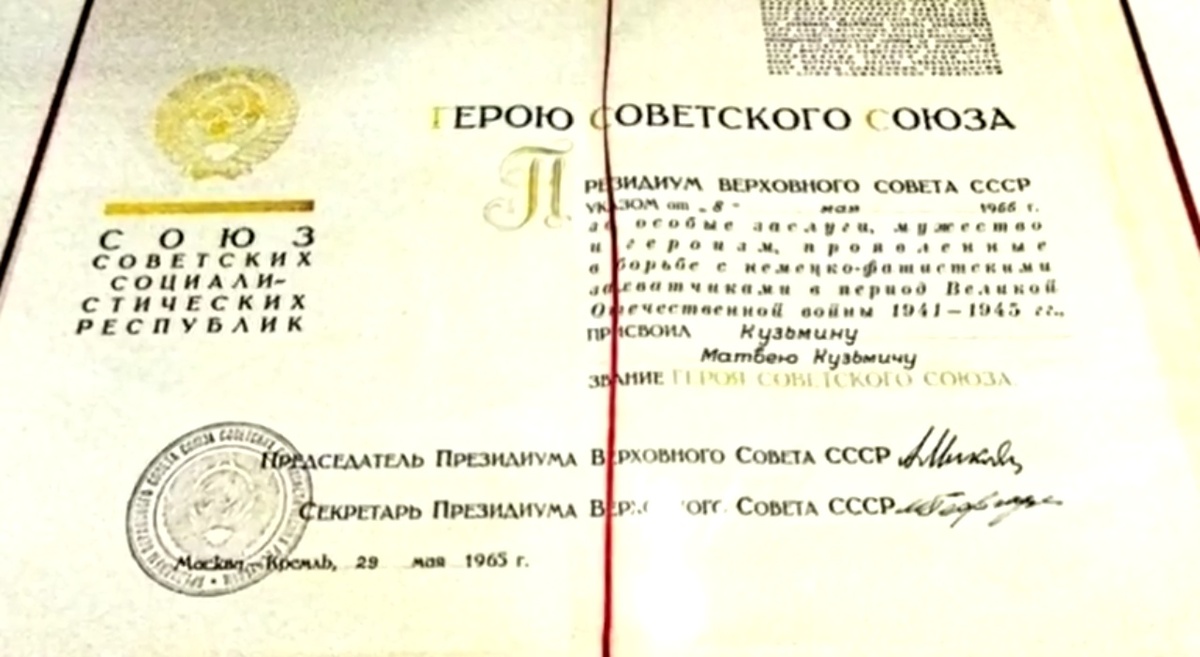 СОЮЗ
СОВЕТСКИХ
СОЦИАЛИ-
СТИЧЕСКИХ
РЕСПУБЛИК
ГЕРОЮ СОВЕТСКОГО СОЮЗА
ПРЕЗИДИУМ ВЕРХОВНОГО СОВЕТА СССР
УКАЗОМ от „8" мая г.
за особые заслуги, мужество
и героизм, проявленные
в борьбе с немецко-фашистскими
захватчиками в период Великой
Отечественной войны 1941–1945 гг.,
ПРИСВОИЛ Кузьмину
Матвею Кузьмичу
ЗВАНИЕ ГЕРОЯ СОВЕТСКОГО СОЮЗА
ПРЕДСЕДАТЕЛЬ ПРЕЗИДИУМА ВЕРХОВНОГО СОВЕТА СССР
СЕКРЕТАРЬ ПРЕЗИДИУМА ВЕРХОВНОГО СОВЕТА СССР
Москва–Кремль, 29 мая 1965 г.